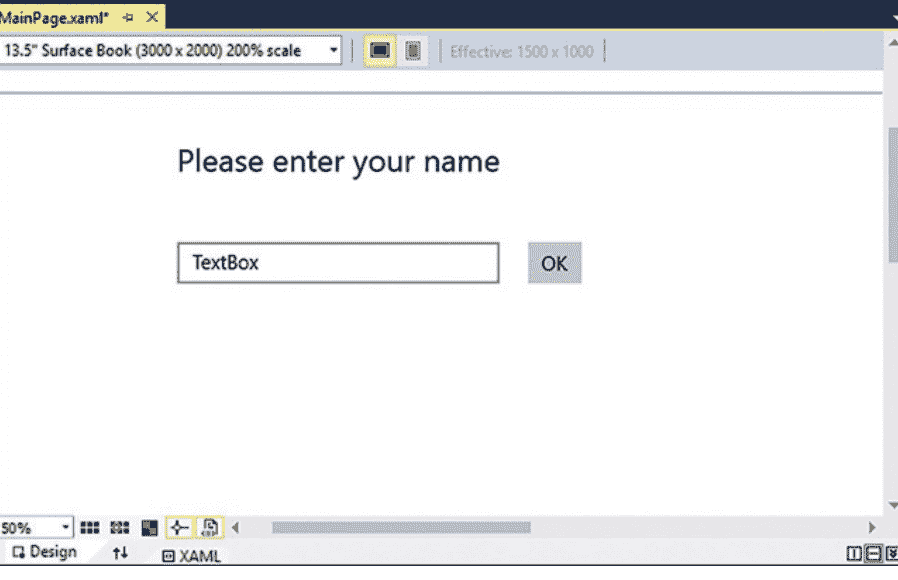 MainPage.xaml*
13.5" Surface Book (3000 x 2000) 200% scale
Effective: 1500 x 1000
Please enter your name
TextBox
OK
50%
Design
XAML